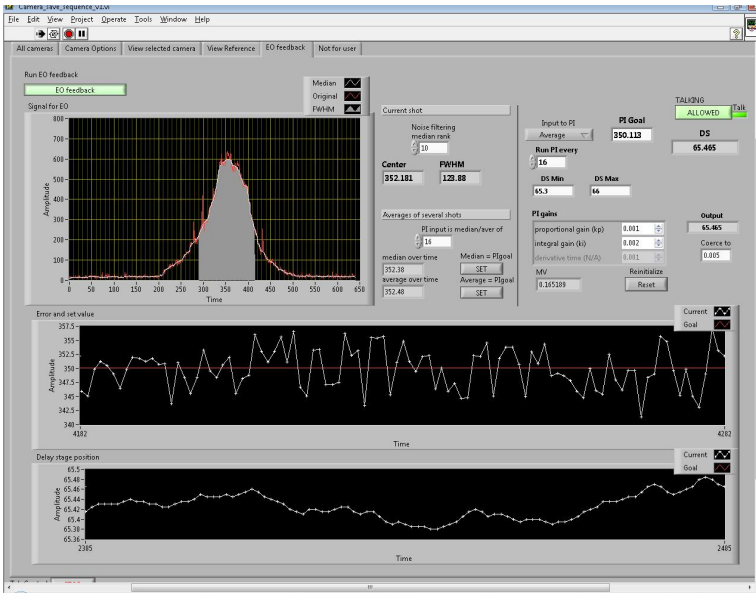 Camera_save_sequence_v1.vi
File Edit View Project Operate Tools Window Help
All cameras Camera Options View selected camera View Reference EO feedback Not for user
Run EO feedback
EO feedback
Signal for EO
Median
Original
FWHM
800
700
600
500
400
300
200
100
0
Amplitude
0 50 100 150 200 250 300 350 400 450 500 550 600 650
Time
Current shot
Noise filtering
median rank
10
Center FWHM
352.181 123.88
Averages of several shots
PI input is median/aver of
16
median over time Median = PIgoal
352.38 SET
average over time Average = PIgoal
352.48 SET
Input to PI PI Goal
Average 350.113
Run PI every
16
DS Min DS Max
65.3 66
PI gains
proportional gain (kp) 0.001
integral gain (ki) 0.002
derivative time (N/A) 0.001
MV Reinitialize
0.165189 Reset
TALKING
ALLOWED Talk
DS
65.465
Output
65.465
Coerce to
0.005
Error and set value
Current
Goal
357.5
355
352.5
350
347.5
345
342.5
340
Amplitude
4182 4282
Time
Delay stage position
Current
Goal
65.5
65.48
65.46
65.44
65.42
65.4
65.38
65.36
Amplitude
2385 2485
Time